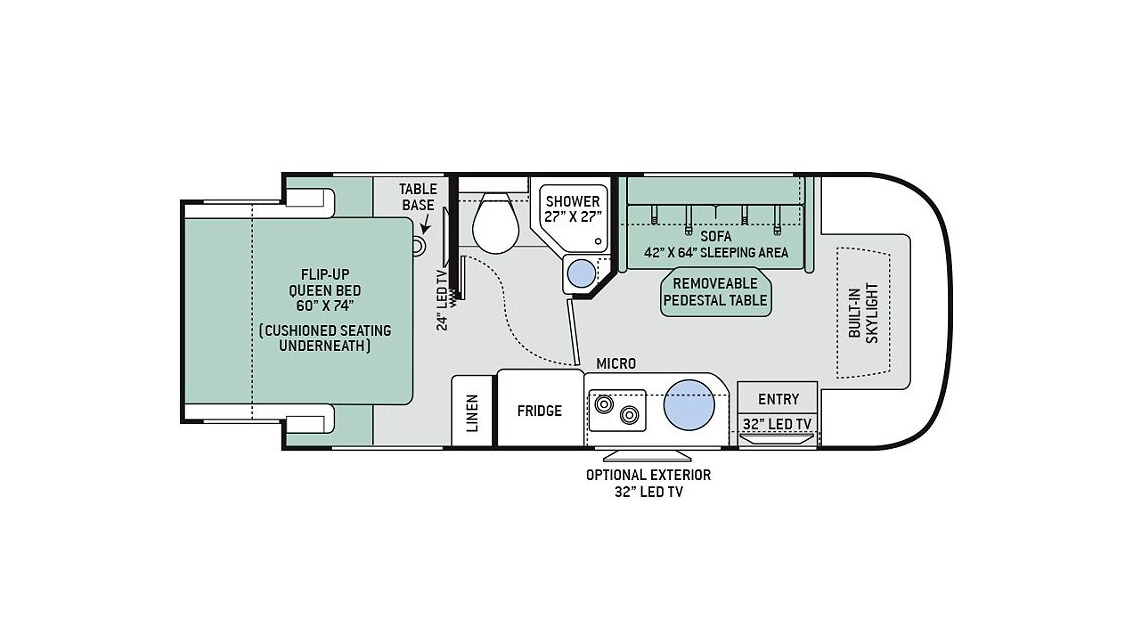 TABLE
BASE
SHOWER
27" X 27"
SOFA
42" X 64" SLEEPING AREA
FLIP-UP
QUEEN BED
60" X 74"
(CUSHIONED SEATING
UNDERNEATH)
24" LED TV
REMOVEABLE
PEDESTAL TABLE
BUILT-IN
SKYLIGHT
MICRO
LINEN
FRIDGE
ENTRY
32" LED TV
OPTIONAL EXTERIOR
32" LED TV